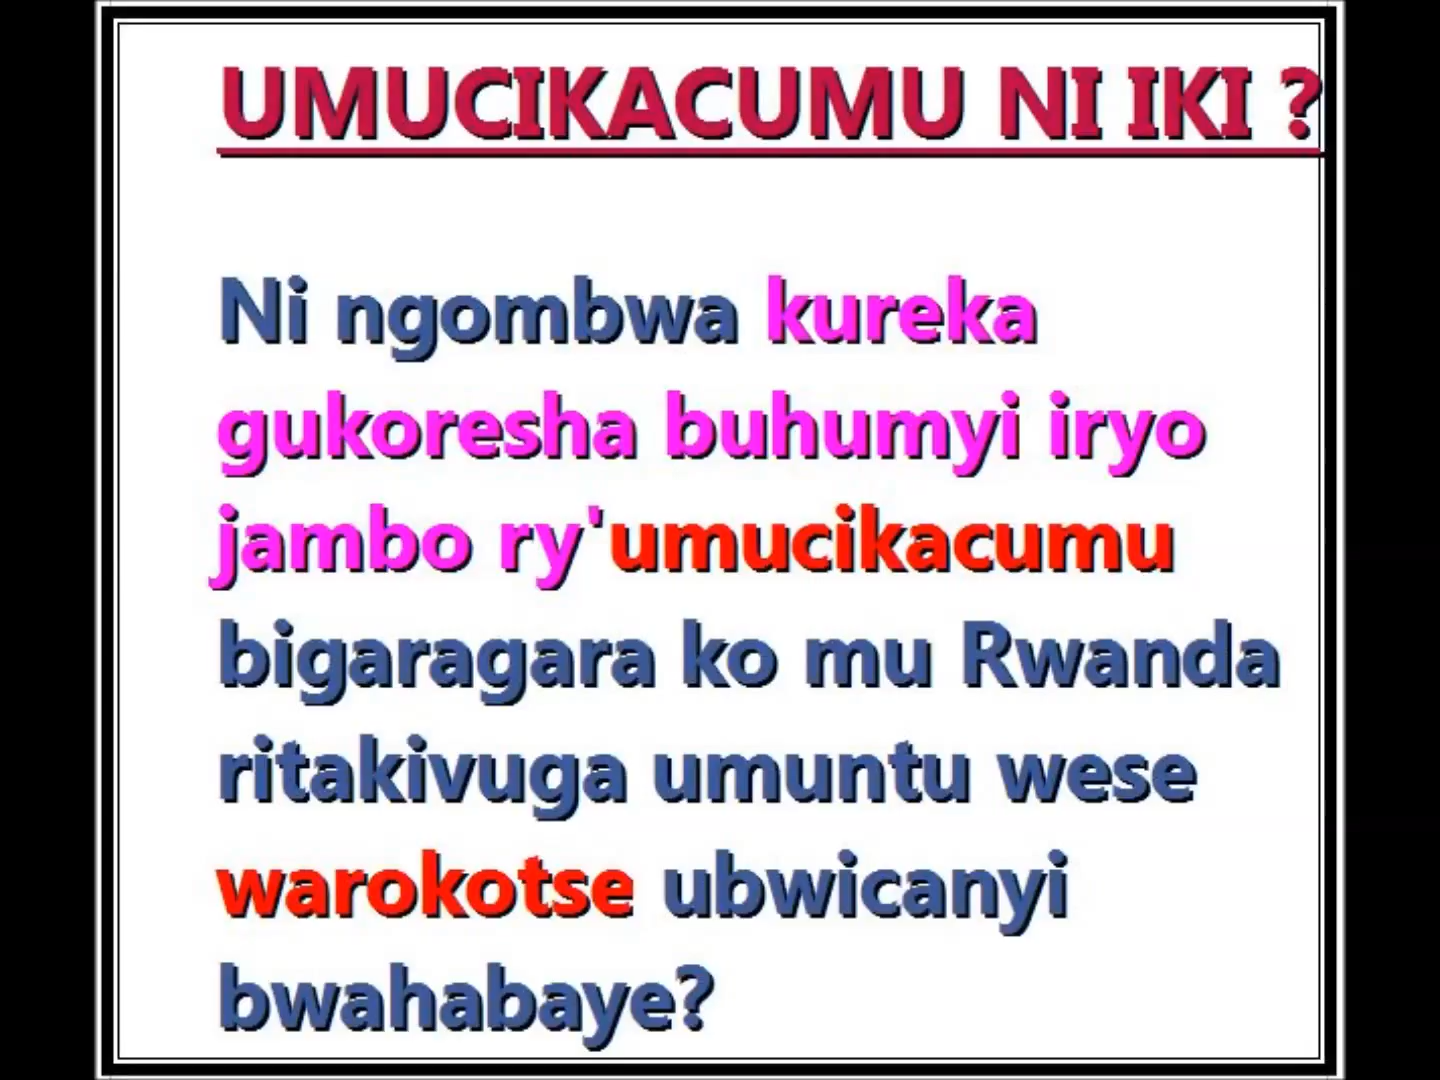 UMUCIKACUMU NI IKI ?
Ni ngombwa kureka
gukoresha buhumyi iryo
jambo ry'umucikacumu
bigaragara ko mu Rwanda
ritakivuga umuntu wese
warokotse ubwicanyi
bwahabaye?